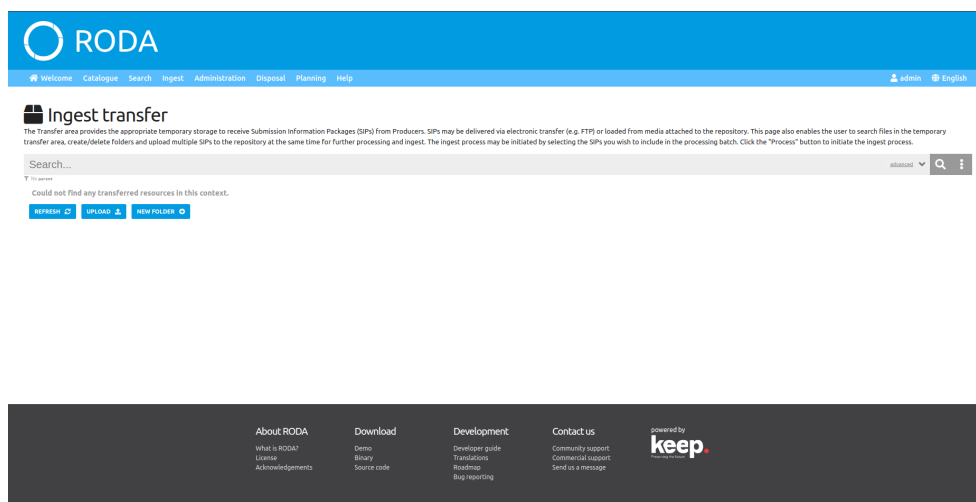 RODA
Welcome Catalogue Search Ingest Administration Disposal Planning Help admin English
Ingest transfer
The Transfer area provides the appropriate temporary storage to receive Submission Information Packages (SIPs) from Producers. SIPs may be delivered via electronic transfer (e.g. FTP) or loaded from media attached to the repository. This page also enables the user to search files in the temporary
transfer area, create/delete folders and upload multiple SIPs to the repository at the same time for further processing and ingest. The ingest process may be initiated by selecting the SIPs you wish to include in the processing batch. Click the "Process" button to initiate the ingest process.
Search... advanced
No parent
Could not find any transferred resources in this context.
REFRESH UPLOAD NEW FOLDER
About RODA Download Development Contact us powered by
What is RODA? Demo Developer guide Community support keep.
License Binary Translations Commercial support Preserving the future
Acknowledgements Source code Roadmap Send us a message
Bug reporting